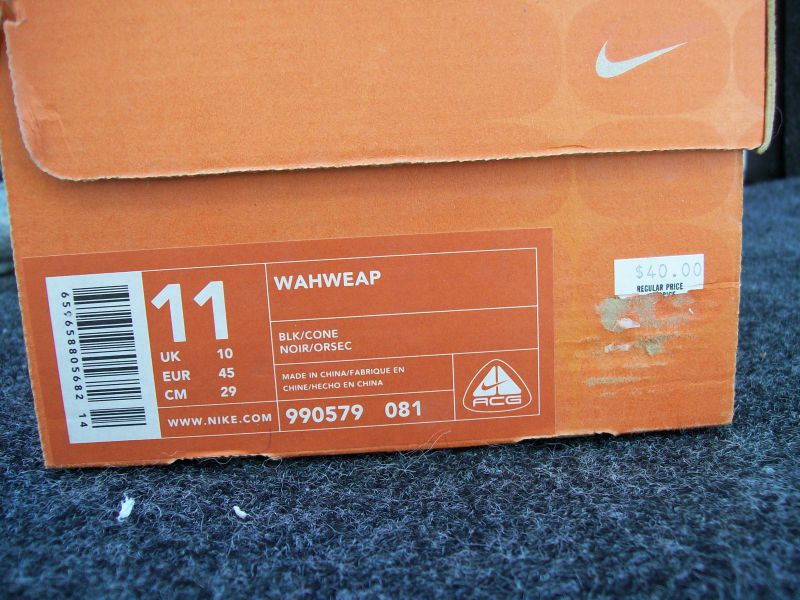 $40.00
REGULAR PRICE
WAHWEAP
11
UK 10
EUR 45
CM 29
BLK/CONE
NOIR/ORSEC
MADE IN CHINA/FABRIQUE EN
CHINE/HECHO EN CHINA
ACG
WWW.NIKE.COM
990579 081
659658805682 14